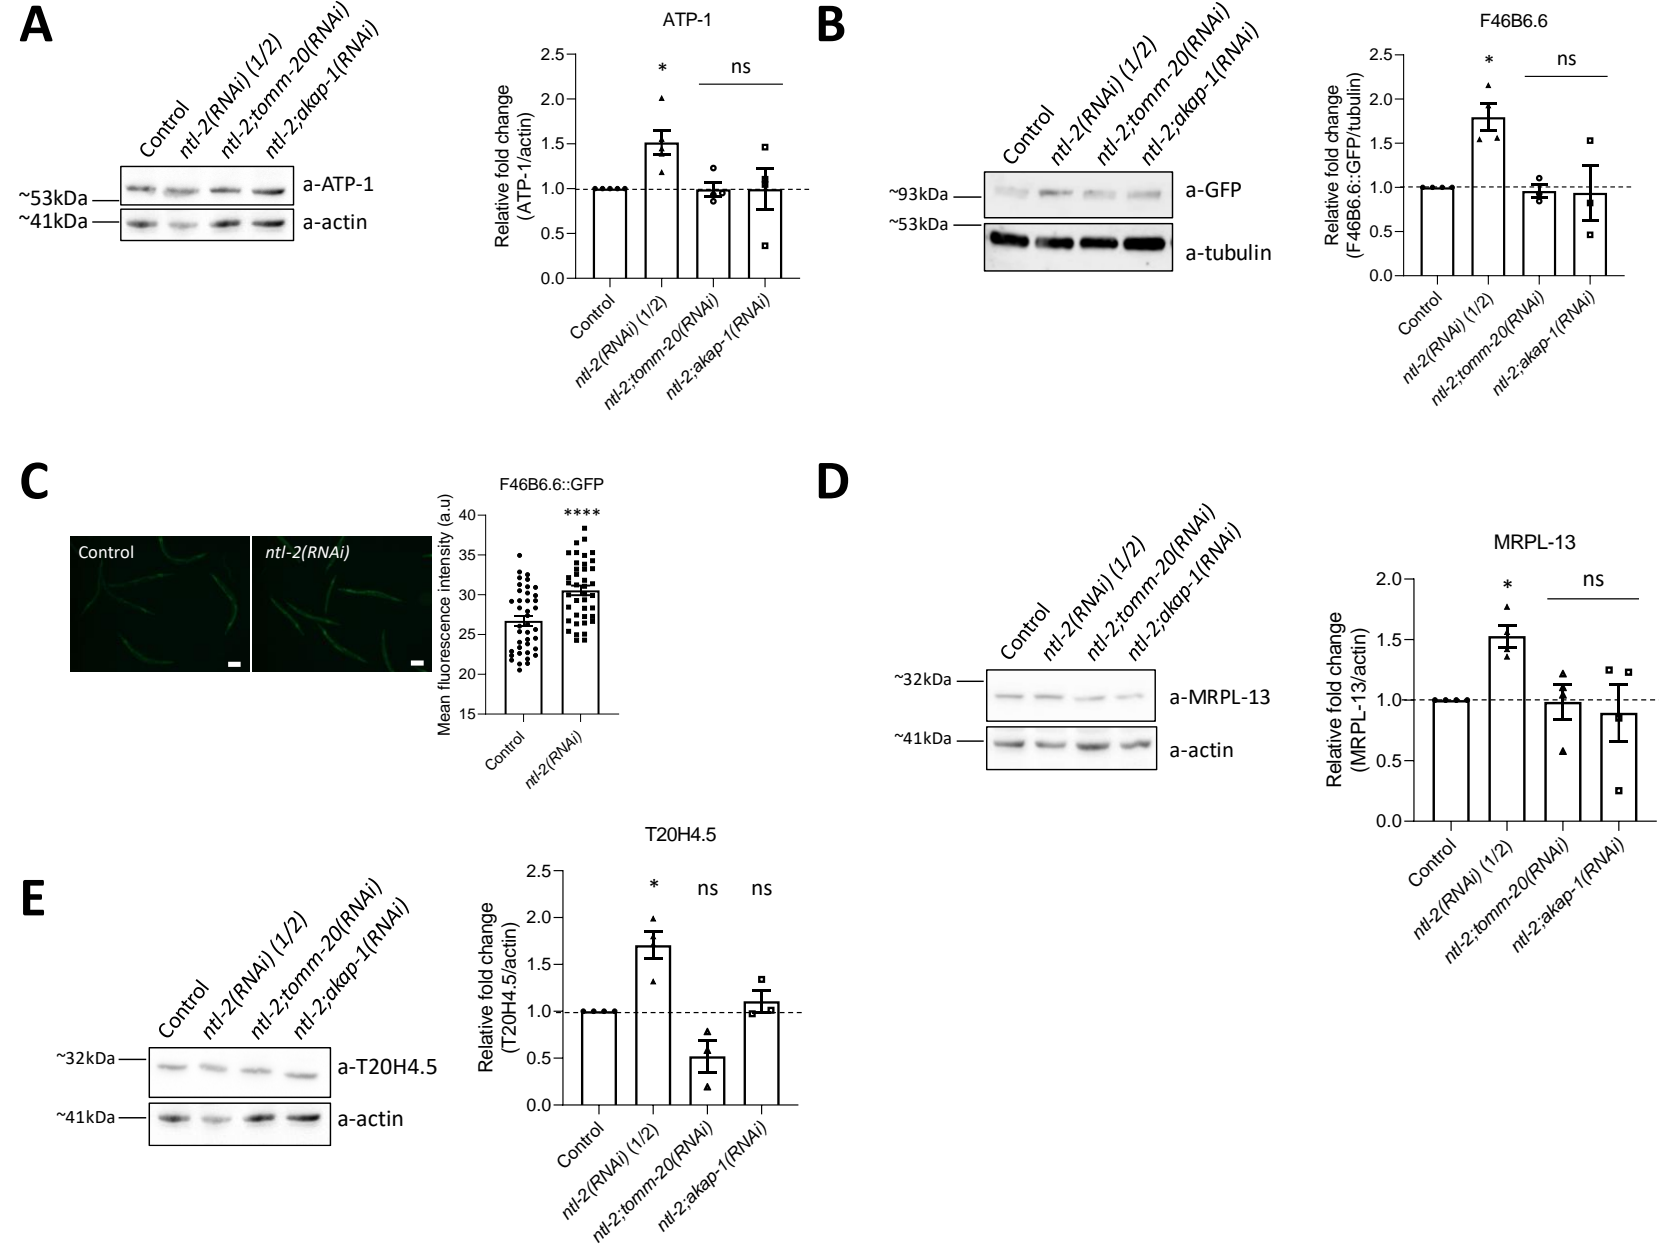 A
Control
ntl-2(RNAi) (1/2)
ntl-2;tomm-20(RNAi)
ntl-2;akap-1(RNAi)
~53kDa
a-ATP-1
~41kDa
a-actin
ATP-1
Relative fold change
(ATP-1/actin)
2.5
2.0
1.5
1.0
0.5
0.0
*
ns
Control
ntl-2(RNAi) (1/2)
ntl-2;tomm-20(RNAi)
ntl-2;akap-1(RNAi)
B
Control
ntl-2(RNAi) (1/2)
ntl-2;tomm-20(RNAi)
ntl-2;akap-1(RNAi)
~93kDa
a-GFP
~53kDa
a-tubulin
F46B6.6
Relative fold change
(F46B6.6::GFP/tubulin)
2.5
2.0
1.5
1.0
0.5
0.0
*
ns
Control
ntl-2(RNAi) (1/2)
ntl-2;tomm-20(RNAi)
ntl-2;akap-1(RNAi)
C
Control
ntl-2(RNAi)
F46B6.6::GFP
Mean fluorescence intensity (a.u)
40
35
30
25
20
15
****
Control
ntl-2(RNAi)
D
Control
ntl-2(RNAi) (1/2)
ntl-2;tomm-20(RNAi)
ntl-2;akap-1(RNAi)
~32kDa
a-MRPL-13
~41kDa
a-actin
MRPL-13
Relative fold change
(MRPL-13/actin)
2.0
1.5
1.0
0.5
0.0
*
ns
Control
ntl-2(RNAi) (1/2)
ntl-2;tomm-20(RNAi)
ntl-2;akap-1(RNAi)
E
Control
ntl-2(RNAi) (1/2)
ntl-2;tomm-20(RNAi)
ntl-2;akap-1(RNAi)
~32kDa
a-T20H4.5
~41kDa
a-actin
T20H4.5
Relative fold change
(T20H4.5/actin)
2.5
2.0
1.5
1.0
0.5
0.0
*
ns
ns
Control
ntl-2(RNAi) (1/2)
ntl-2;tomm-20(RNAi)
ntl-2;akap-1(RNAi)